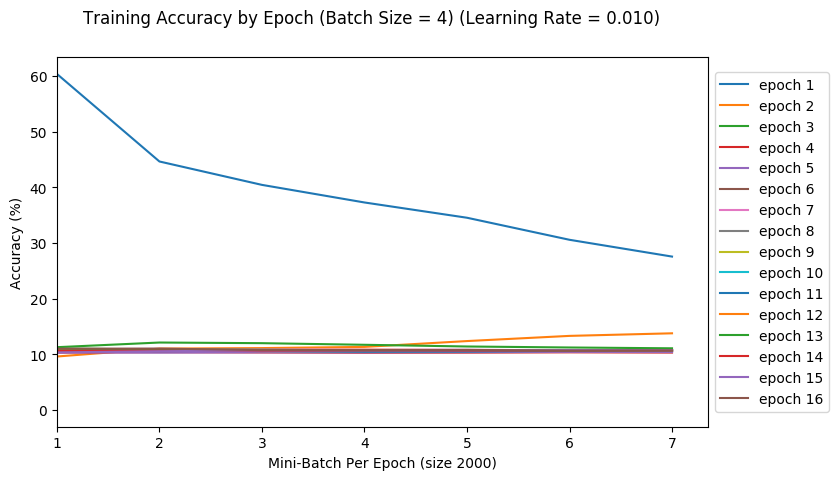 Training Accuracy by Epoch (Batch Size = 4) (Learning Rate = 0.010)
60
50
40
30
20
10
0
Accuracy (%)
1 2 3 4 5 6 7
Mini-Batch Per Epoch (size 2000)
epoch 1
epoch 2
epoch 3
epoch 4
epoch 5
epoch 6
epoch 7
epoch 8
epoch 9
epoch 10
epoch 11
epoch 12
epoch 13
epoch 14
epoch 15
epoch 16